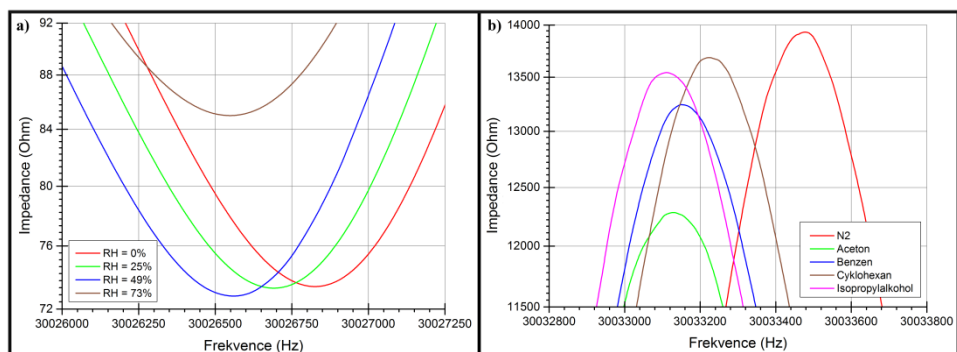 a)
92
88
84
80
76
72
Impedance (Ohm)
RH = 0%
RH = 25%
RH = 49%
RH = 73%
30026000 30026250 30026500 30026750 30027000 30027250
Frekvence (Hz)
b)
14000
13500
13000
12500
12000
11500
Impedance (Ohm)
N2
Aceton
Benzen
Cyklohexan
Isopropylalkohol
30032800 30033000 30033200 30033400 30033600 30033800
Frekvence (Hz)